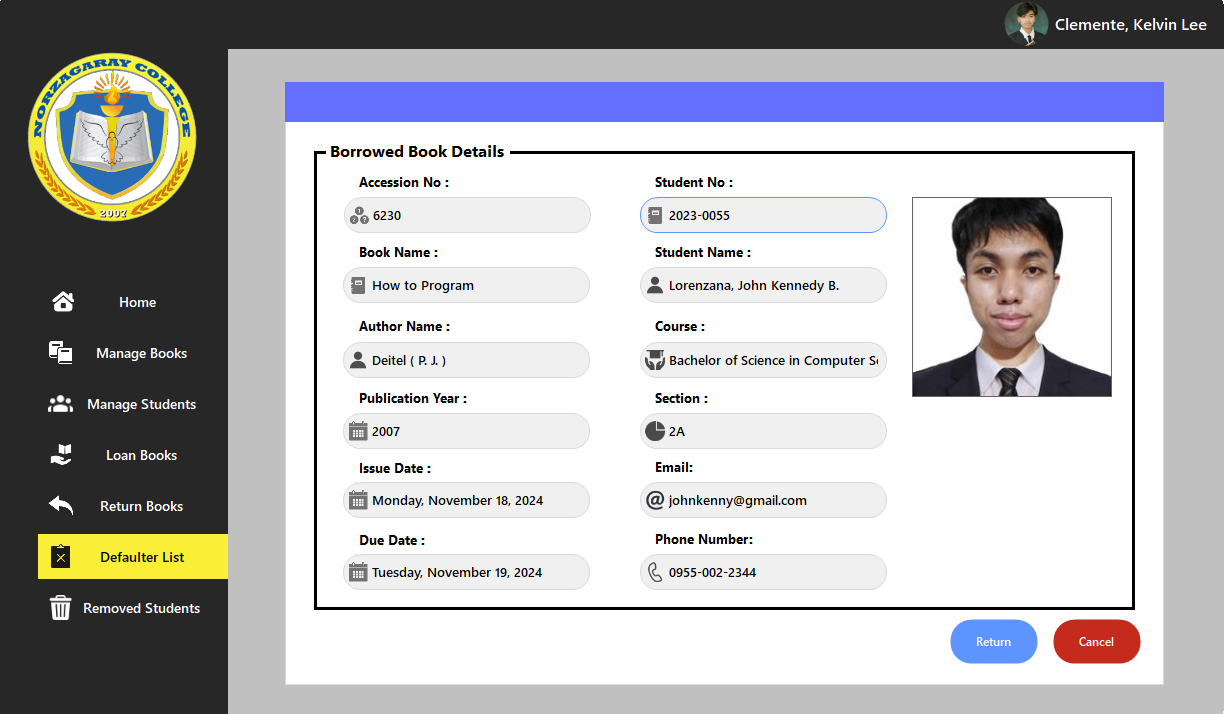 Clemente, Kelvin Lee
NORZAGARAY COLLEGE
2007
Home
Manage Books
Manage Students
Loan Books
Return Books
Defaulter List
Removed Students
Borrowed Book Details
Accession No :
6230
Book Name :
How to Program
Author Name :
Deitel ( P. J. )
Publication Year :
2007
Issue Date :
Monday, November 18, 2024
Due Date :
Tuesday, November 19, 2024
Student No :
2023-0055
Student Name :
Lorenzana, John Kennedy B.
Course :
Bachelor of Science in Computer Sc
Section :
2A
Email:
johnkenny@gmail.com
Phone Number:
0955-002-2344
Return
Cancel